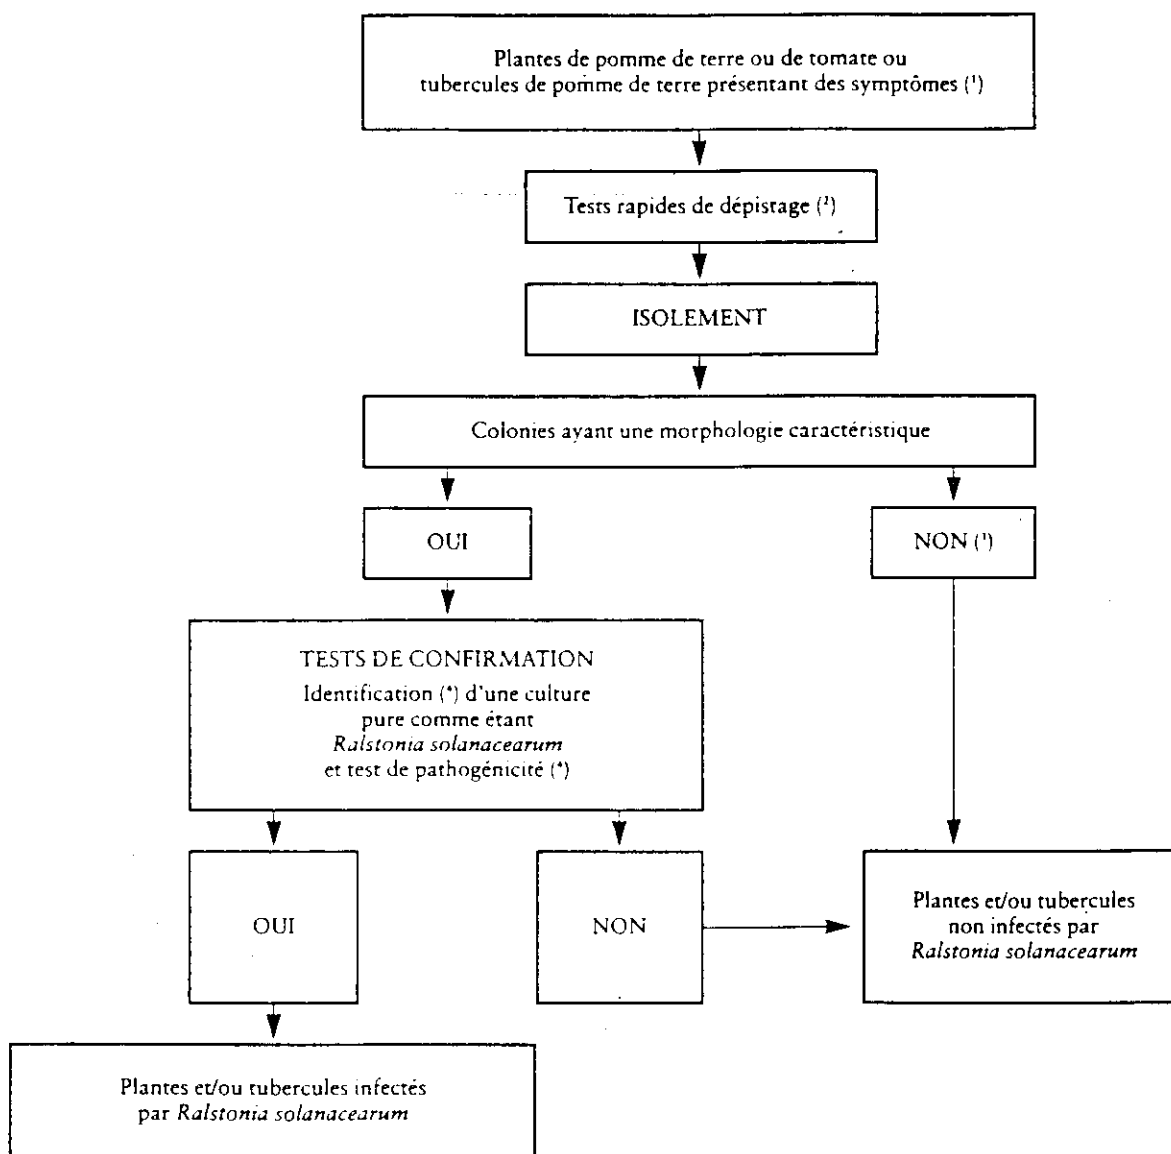 Plantes de pomme de terre ou de tomate ou
tubercules de pomme de terre présentant des symptômes (¹)
Tests rapides de dépistage (²)
ISOLEMENT
Colonies ayant une morphologie caractéristique
OUI
NON (³)
TESTS DE CONFIRMATION
Identification (⁴) d'une culture
pure comme étant
Ralstonia solanacearum
et test de pathogénicité (⁴)
OUI
NON
Plantes et/ou tubercules
non infectés par
Ralstonia solanacearum
Plantes et/ou tubercules infectés
par Ralstonia solanacearum